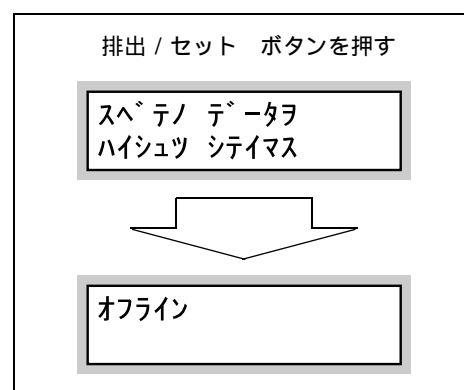 排出 / セット　ボタンを押す
スベテノ データヲ
ハイシュツ シテイマス
オフライン